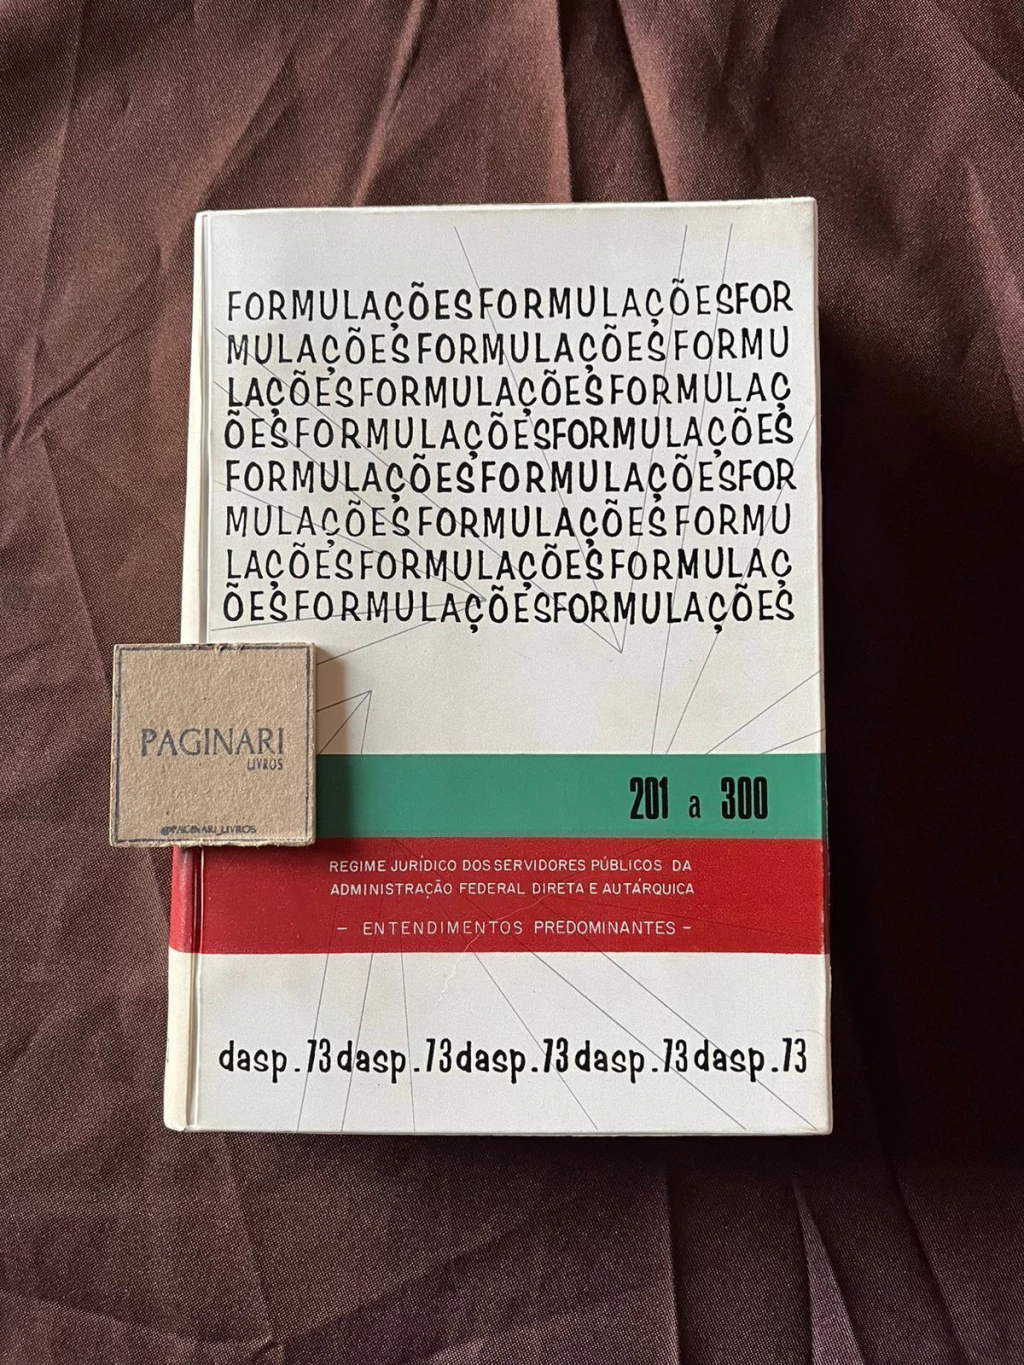 FORMULAÇÕESFORMULAÇÕESFOR
MULAÇÕESFORMULAÇÕESFORMU
LAÇÕESFORMULAÇÕESFORMULAÇ
ÕESFORMULAÇÕESFORMULAÇÕES
FORMULAÇÕESFORMULAÇÕESFOR
MULAÇÕESFORMULAÇÕESFORMU
LAÇÕESFORMULAÇÕESFORMULAÇ
ÕESFORMULAÇÕESFORMULAÇÕES
PAGINARI
LIVROS
@PAGINARI_LIVROS
201 a 300
REGIME JURÍDICO DOS SERVIDORES PÚBLICOS DA
ADMINISTRAÇÃO FEDERAL DIRETA E AUTÁRQUICA
- ENTENDIMENTOS PREDOMINANTES -
dasp.73dasp.73dasp.73dasp.73dasp.73